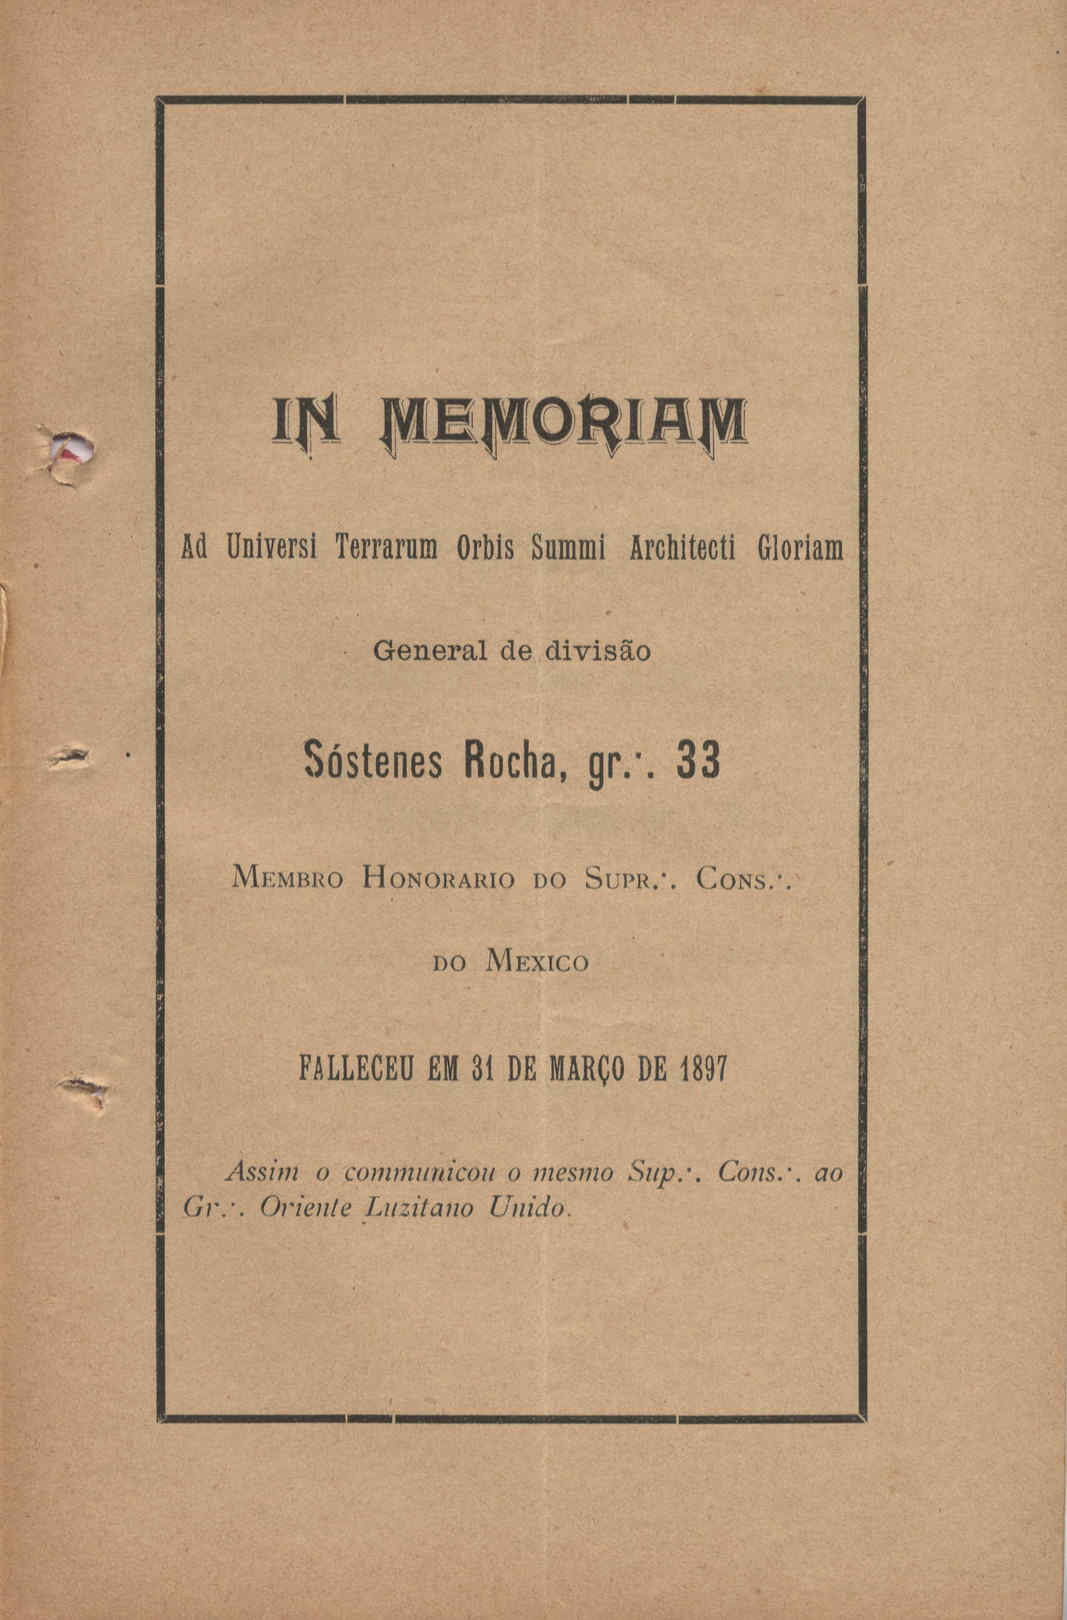 IN MEMORIAM
Ad Universi Terrarum Orbis Summi Architecti Gloriam
General de divisão
Sóstenes Rocha, gr.·. 33
MEMBRO HONORARIO DO SUPR.·. CONS.·.
DO MEXICO
FALLECEU EM 31 DE MARÇO DE 1897
Assim o communicou o mesmo Sup.·. Cons.·. ao
Gr.·. Oriente Luzitano Unido.